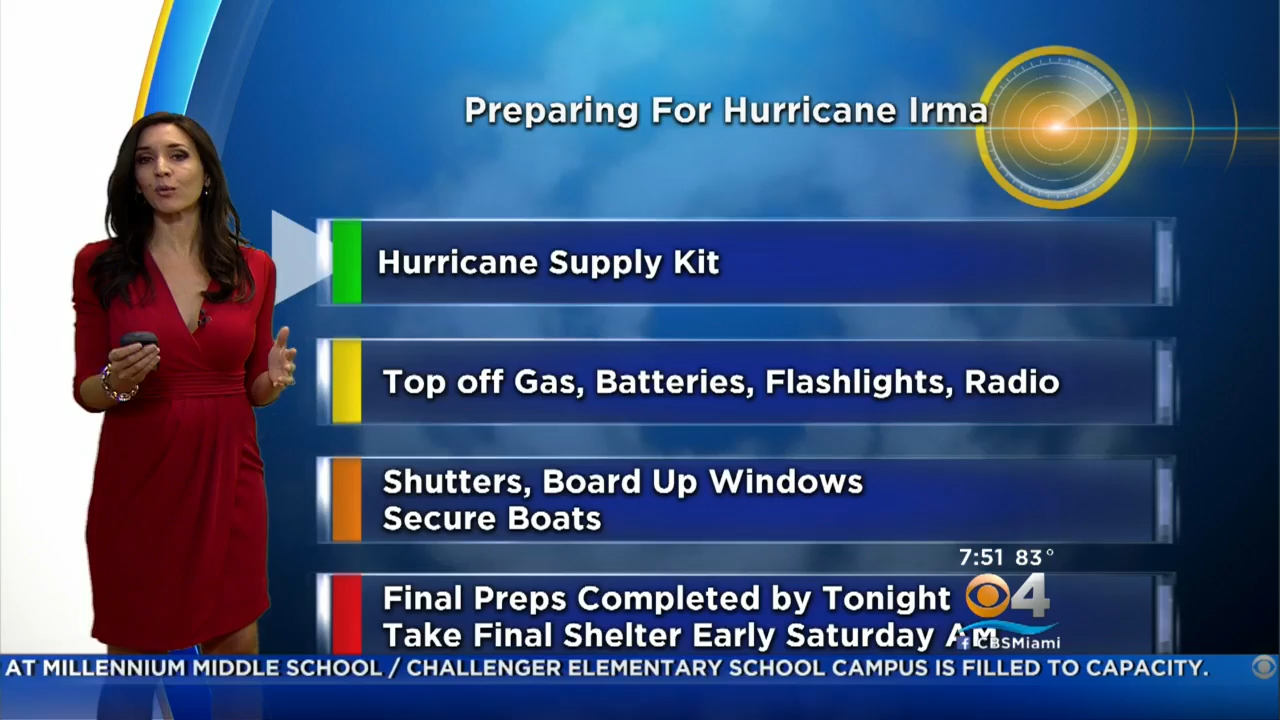 Preparing For Hurricane Irma
Hurricane Supply Kit
Top off Gas, Batteries, Flashlights, Radio
Shutters, Board Up Windows
Secure Boats
Final Preps Completed by Tonight
Take Final Shelter Early Saturday AM
7:51 83°
4
f CBSMiami
AT MILLENNIUM MIDDLE SCHOOL / CHALLENGER ELEMENTARY SCHOOL CAMPUS IS FILLED TO CAPACITY.